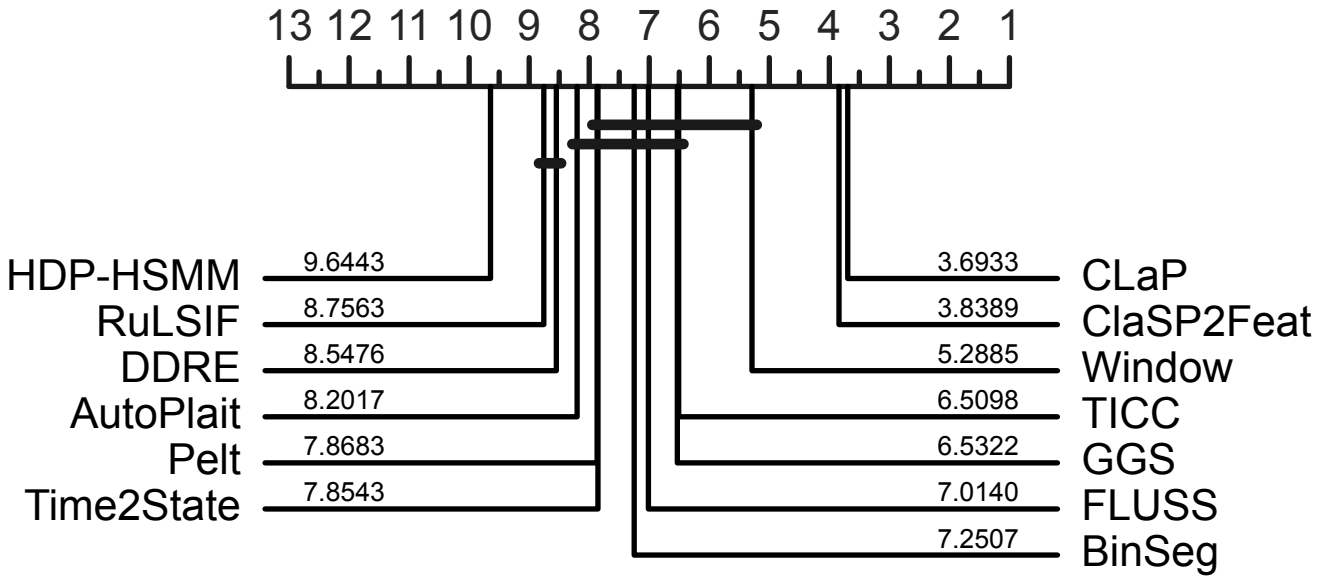 13 12 11 10 9 8 7 6 5 4 3 2 1
HDP-HSMM 9.6443 3.6933 CLaP
RuLSIF 8.7563 3.8389 ClaSP2Feat
DDRE 8.5476 5.2885 Window
AutoPlait 8.2017 6.5098 TICC
Pelt 7.8683 6.5322 GGS
Time2State 7.8543 7.0140 FLUSS
7.2507 BinSeg